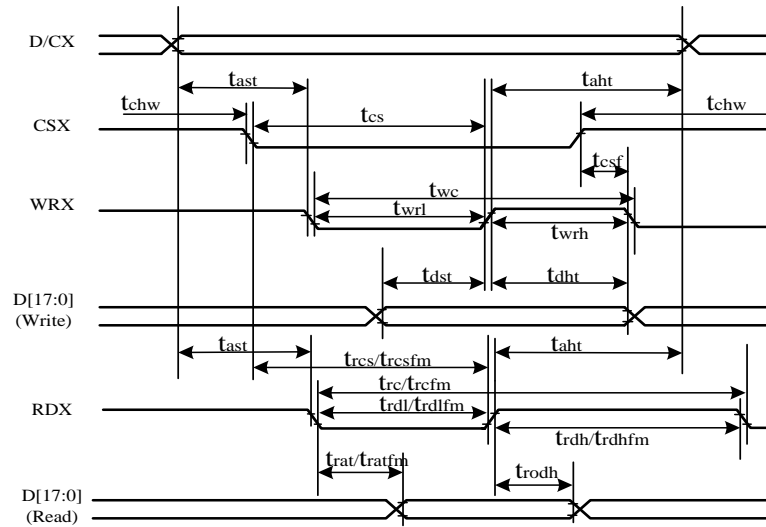 D/CX
tast
taht
tchw
tchw
CSX
tcs
tcsf
twc
WRX
twrl
twrh
tdst
tdht
D[17:0]
(Write)
tast
trcs/trcsfm
taht
trc/trcfm
trdl/trdlfm
RDX
trdh/trdhfm
trat/tratfm
trodh
D[17:0]
(Read)